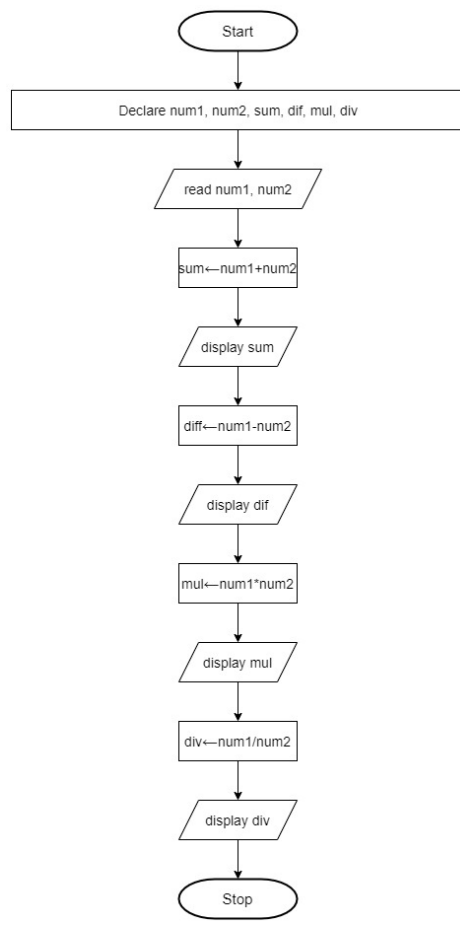 Start
Declare num1, num2, sum, dif, mul, div
read num1, num2
sum←num1+num2
display sum
diff←num1-num2
display dif
mul←num1*num2
display mul
div←num1/num2
display div
Stop